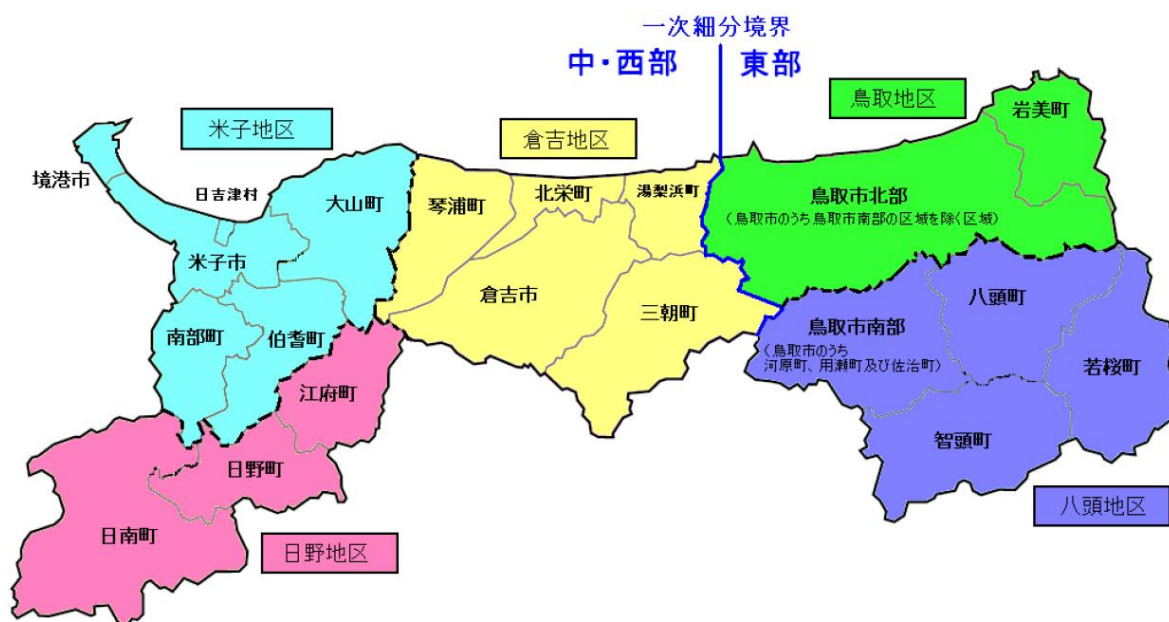 一次細分境界
中・西部
東部
米子地区
倉吉地区
鳥取地区
岩美町
境港市
日吉津村
大山町
琴浦町
北栄町
湯梨浜町
鳥取市北部
(鳥取市のうち鳥取市南部の区域を除く区域)
米子市
倉吉市
三朝町
八頭町
南部町
伯耆町
鳥取市南部
(鳥取市のうち
河原町、用瀬町及び佐治町)
若桜町
江府町
智頭町
日野町
日南町
日野地区
八頭地区